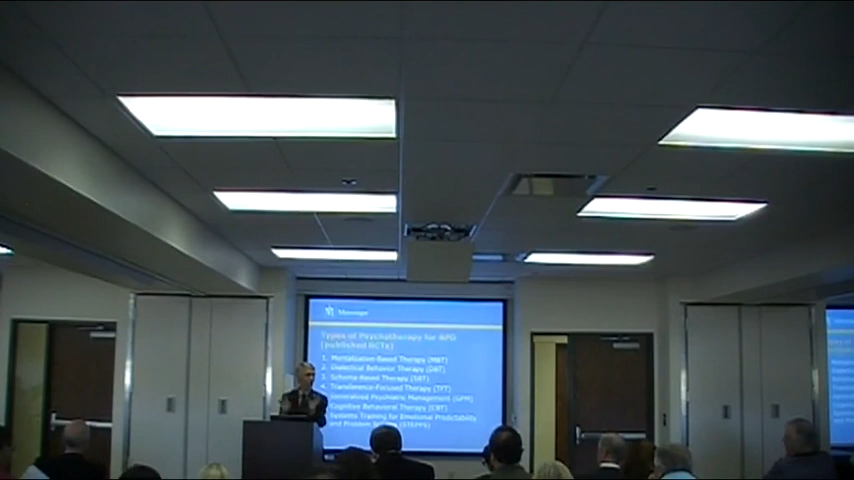 Types of Psychotherapy for BPD
(published RCTs)
1. Mentalization-Based Therapy (MBT)
2. Dialectical Behavior Therapy (DBT)
3. Schema-Based Therapy (SBT)
4. Transference-Focused Therapy (TFT)
Generalized Psychiatric Management (GPM)
Cognitive Behavioral Therapy (CBT)
Systems Training for Emotional Predictability
and Problem (STEPPS)